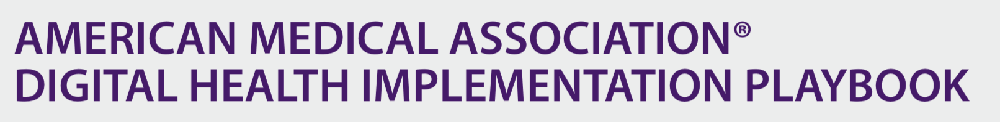 AMERICAN MEDICAL ASSOCIATION®
DIGITAL HEALTH IMPLEMENTATION PLAYBOOK